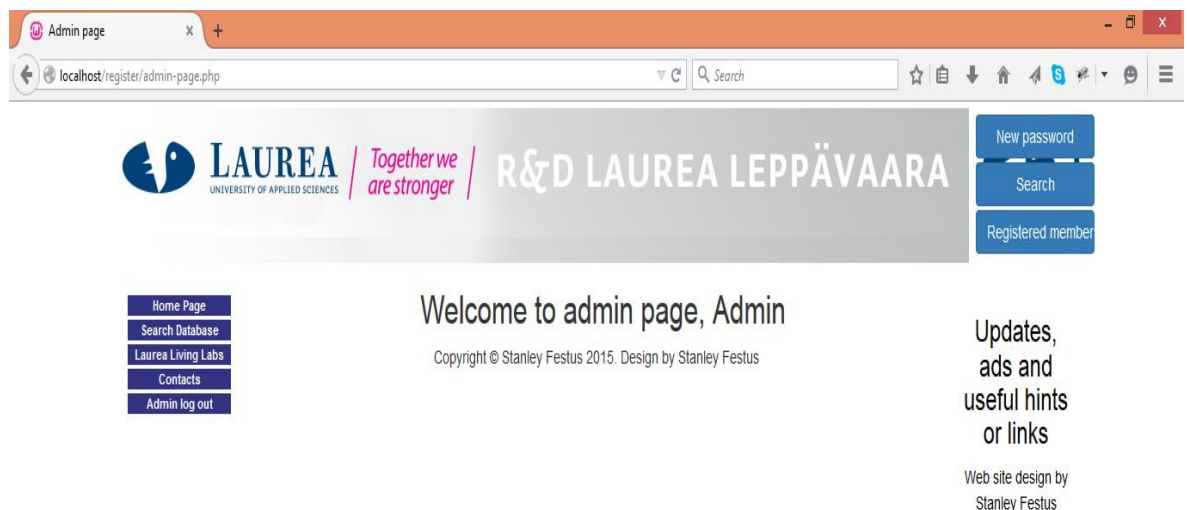 Admin page
localhost/register/admin-page.php
Search
LAUREA
UNIVERSITY OF APPLIED SCIENCES
Together we
are stronger
R&D LAUREA LEPPÄVAARA
New password
Search
Registered member
Home Page
Search Database
Laurea Living Labs
Contacts
Admin log out
Welcome to admin page, Admin
Copyright © Stanley Festus 2015. Design by Stanley Festus
Updates,
ads and
useful hints
or links
Web site design by
Stanley Festus